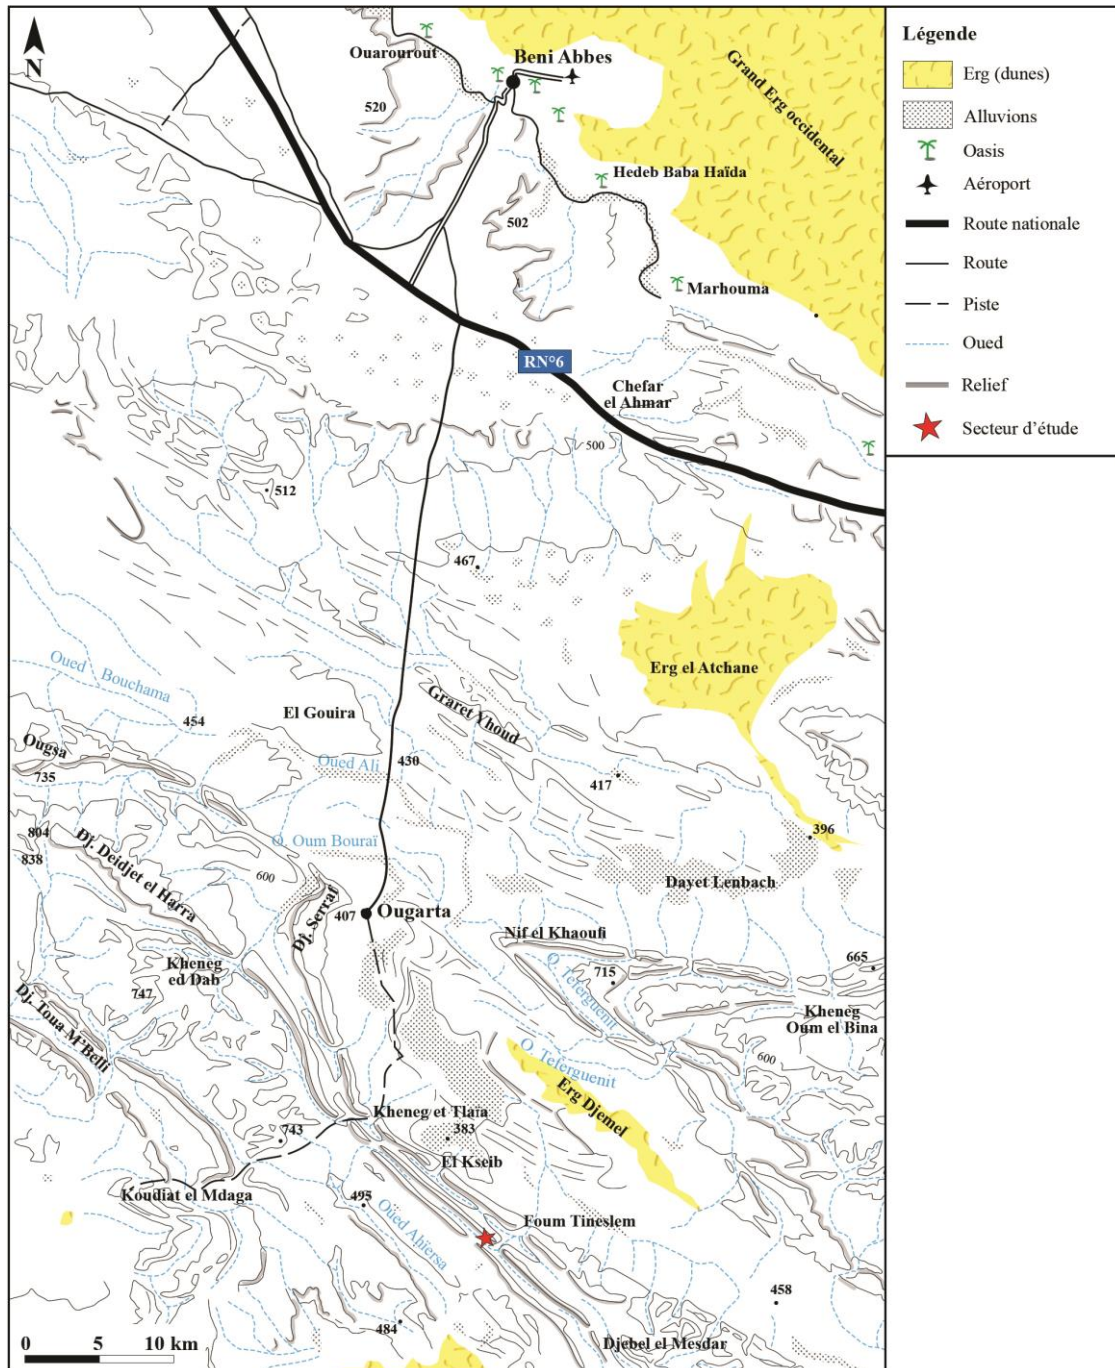 N
Ouarourout
Beni Abbes
520
Grand Erg occidental
Hedeb Baba Haïda
502
Marhouma
RN°6
Chefar
el Ahmar
500
512
467
Erg el Atchane
Oued Bouchama
Graret Yhoud
El Gouira
454
Ougsa
735
Oued Ali
430
417
804
838
Dj. Deidjet el Harra
O. Oum Bouraï
396
600
Dayet Lenbach
Dj. Serraf
407
Ougarta
Nif el Khaoufi
Kheneg
ed Dab
747
O. Teferguenit
715
665
Kheneg
Oum el Bina
Dj. Toua M'Belli
O. Teferguenit
600
Erg Djemel
Kheneg et Tlaïa
743
383
El Kseib
Koudiat el Mdaga
495
Oued Ahersa
Foum Tineslem
458
484
Djebel el Mesdar
0 5 10 km
Légende
Erg (dunes)
Alluvions
Oasis
Aéroport
Route nationale
Route
Piste
Oued
Relief
Secteur d'étude